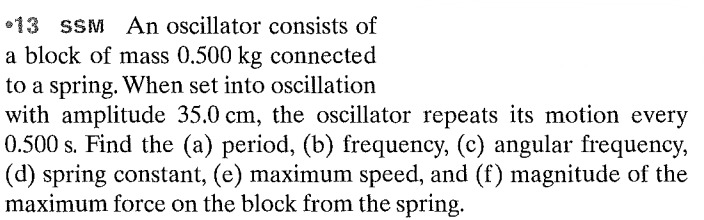 •13 SSM An oscillator consists of
a block of mass 0.500 kg connected
to a spring. When set into oscillation
with amplitude 35.0 cm, the oscillator repeats its motion every
0.500 s. Find the (a) period, (b) frequency, (c) angular frequency,
(d) spring constant, (e) maximum speed, and (f) magnitude of the
maximum force on the block from the spring.